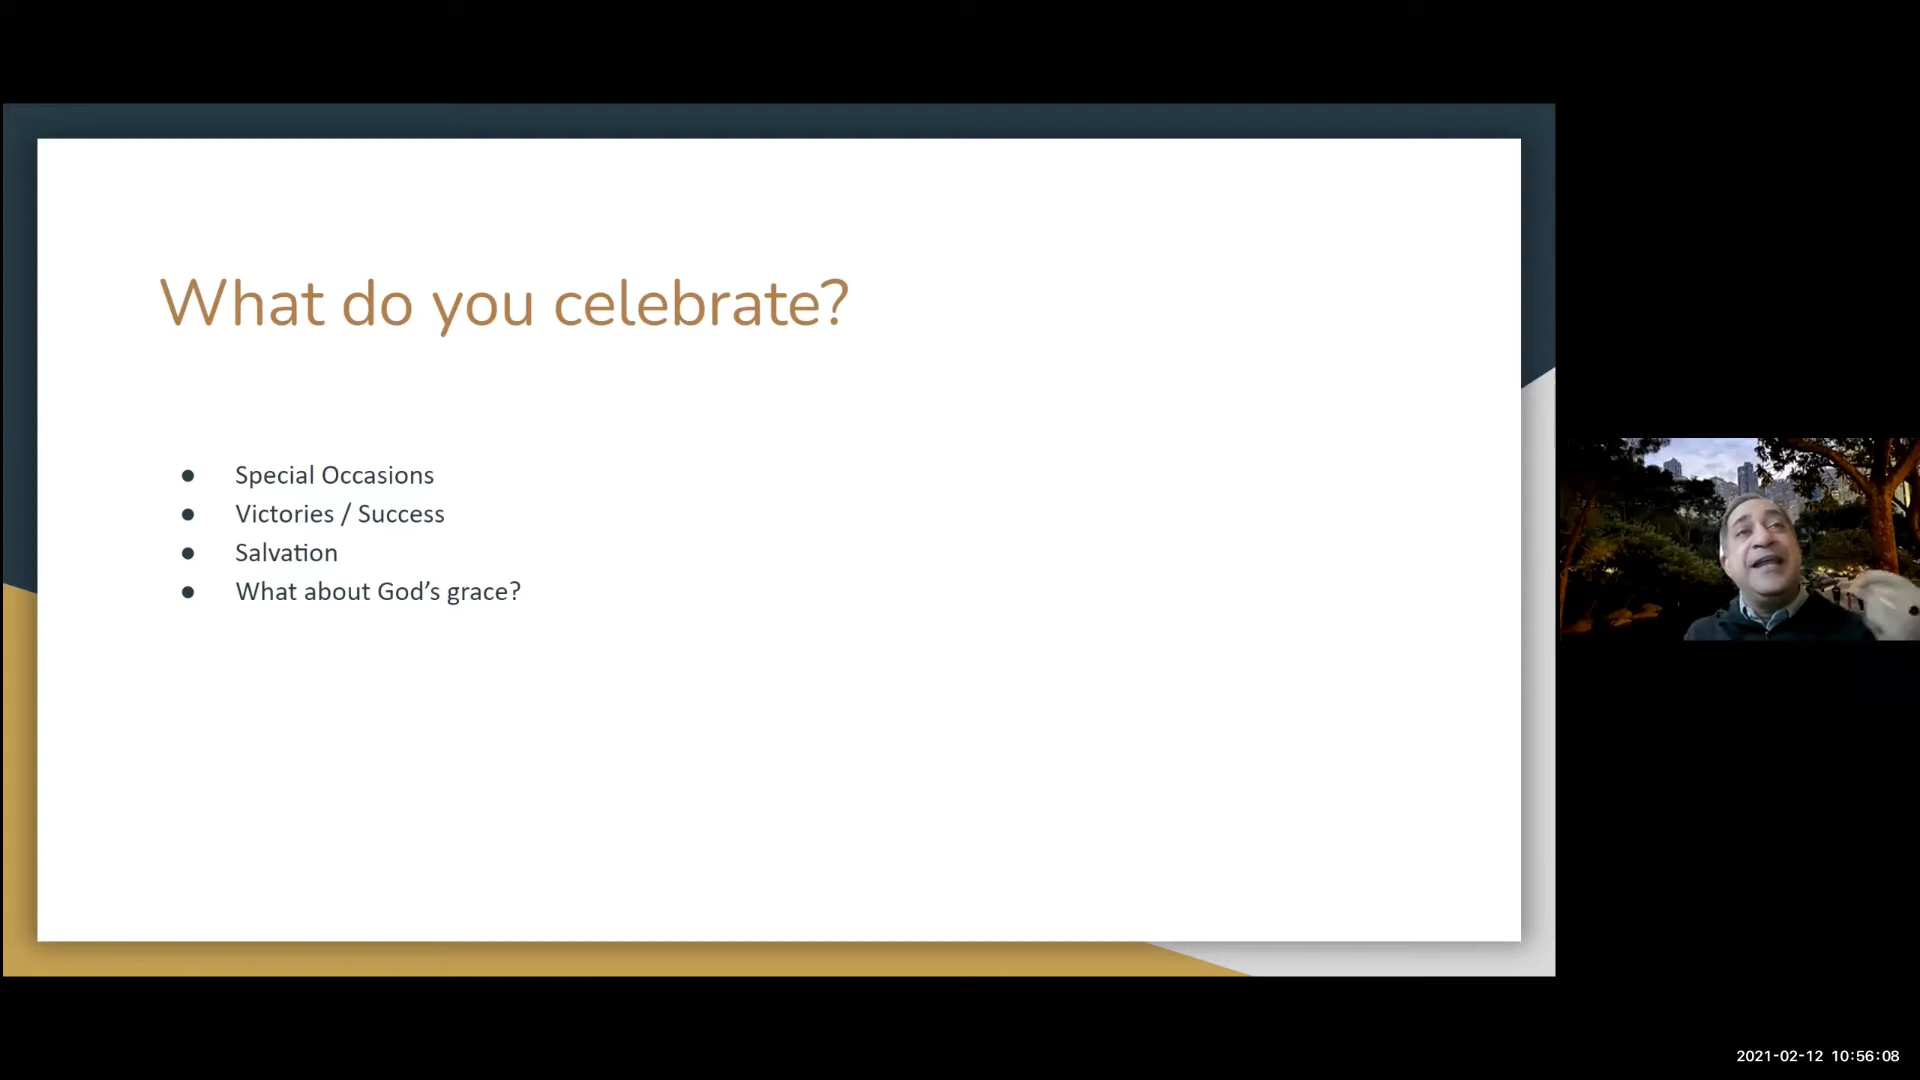 What do you celebrate?
● Special Occasions
● Victories / Success
● Salvation
● What about God’s grace?
2021-02-12 10:56:08